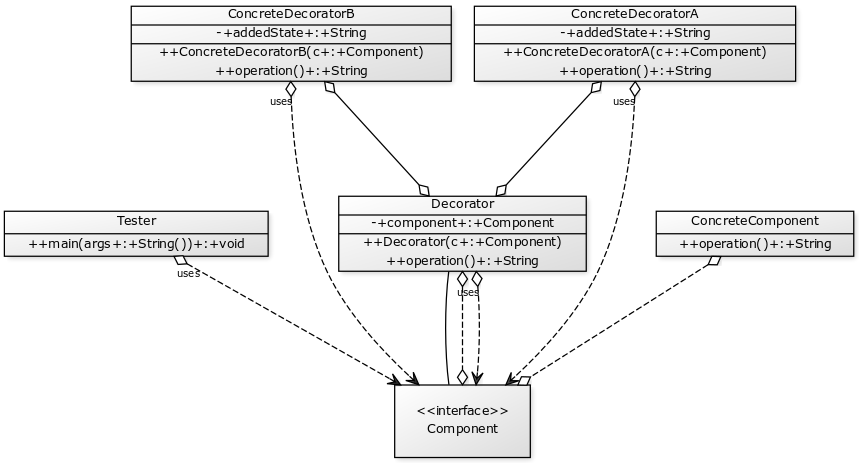 ConcreteDecoratorB
-+addedState+:+String
++ConcreteDecoratorB(c+:+Component)
++operation()+:+String
uses
ConcreteDecoratorA
-+addedState+:+String
++ConcreteDecoratorA(c+:+Component)
++operation()+:+String
uses
Tester
++main(args+:+String())+:+void
uses
Decorator
-+component+:+Component
++Decorator(c+:+Component)
++operation()+:+String
uses
ConcreteComponent
++operation()+:+String
<<interface>>
Component